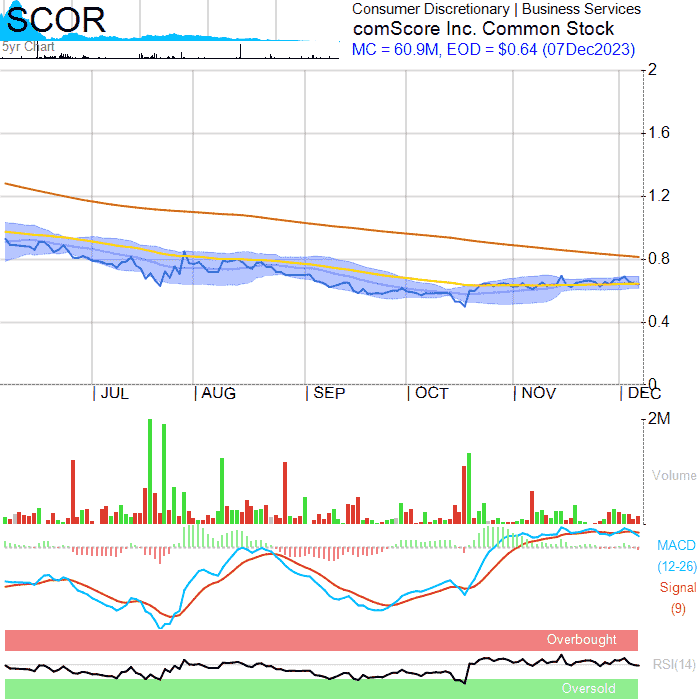 SCOR
5yr Chart
Consumer Discretionary | Business Services
comScore Inc. Common Stock
MC = 60.9M, EOD = $0.64 (07Dec2023)
2
1.6
1.2
0.8
0.4
0
JUL
AUG
SEP
OCT
NOV
DEC
2M
Volume
MACD
(12-26)
Signal
(9)
Overbought
RSI(14)
Oversold